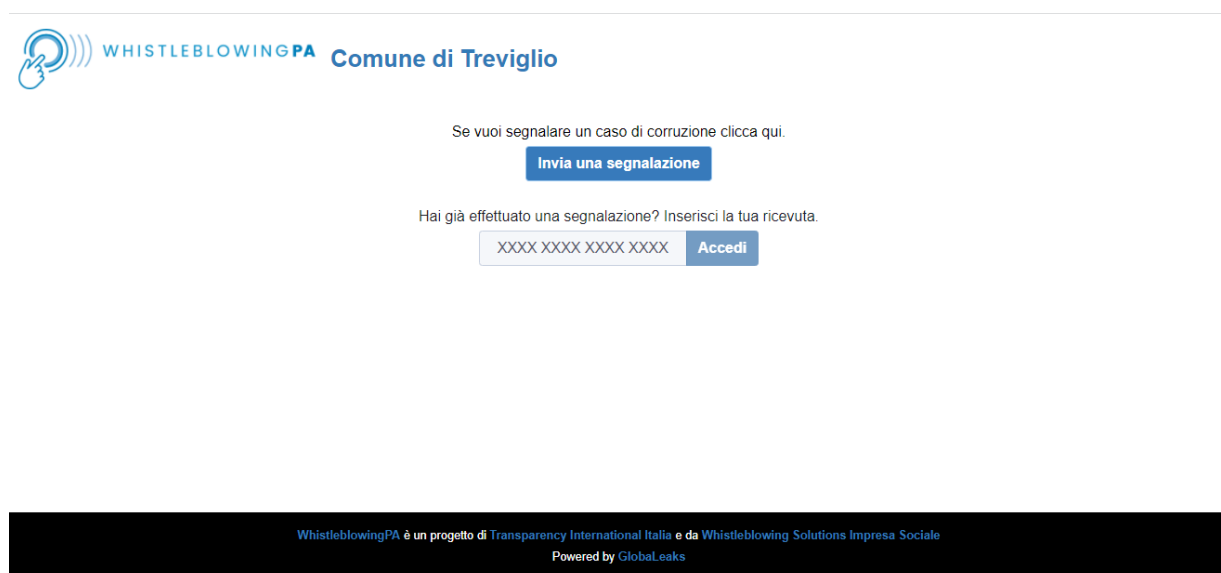 WHISTLEBLOWINGPA Comune di Treviglio
Se vuoi segnalare un caso di corruzione clicca qui.
Invia una segnalazione
Hai già effettuato una segnalazione? Inserisci la tua ricevuta.
XXXX XXXX XXXX XXXX Accedi
WhistleblowingPA è un progetto di Transparency International Italia e da Whistleblowing Solutions Impresa Sociale
Powered by GlobaLeaks